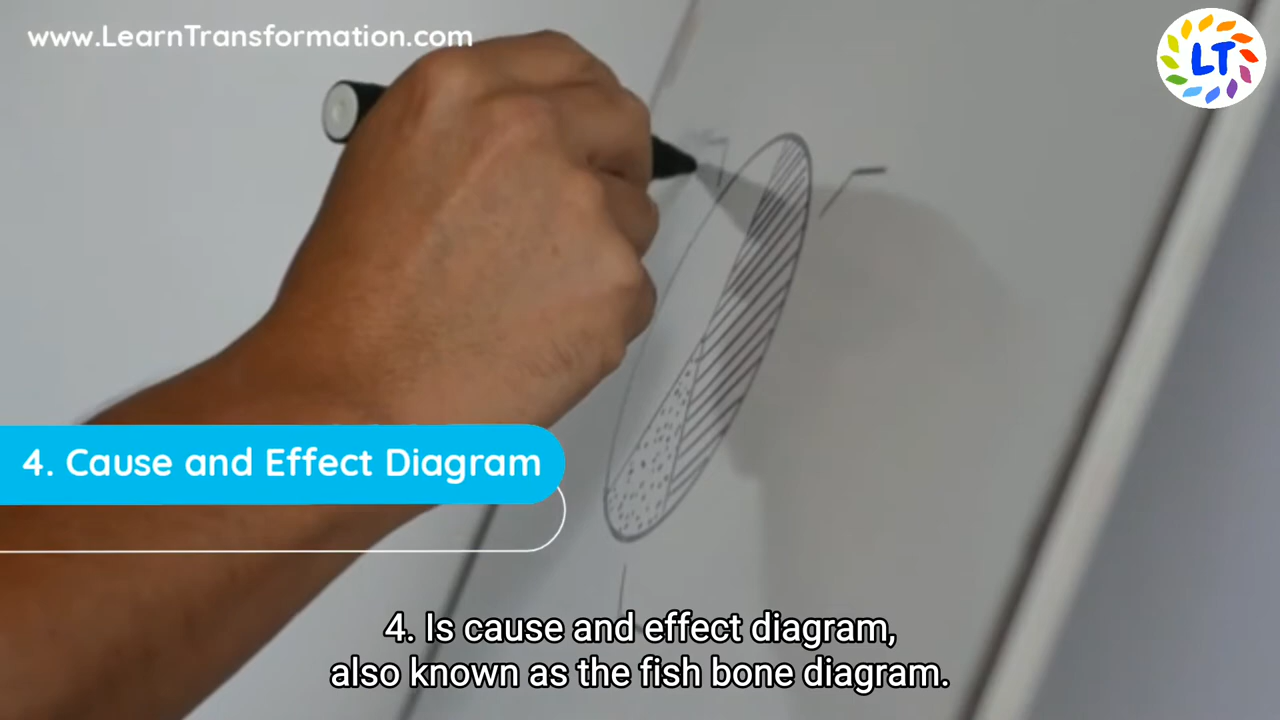 www.LearnTransformation.com
LT
4. Cause and Effect Diagram
4. Is cause and effect diagram,
also known as the fish bone diagram.